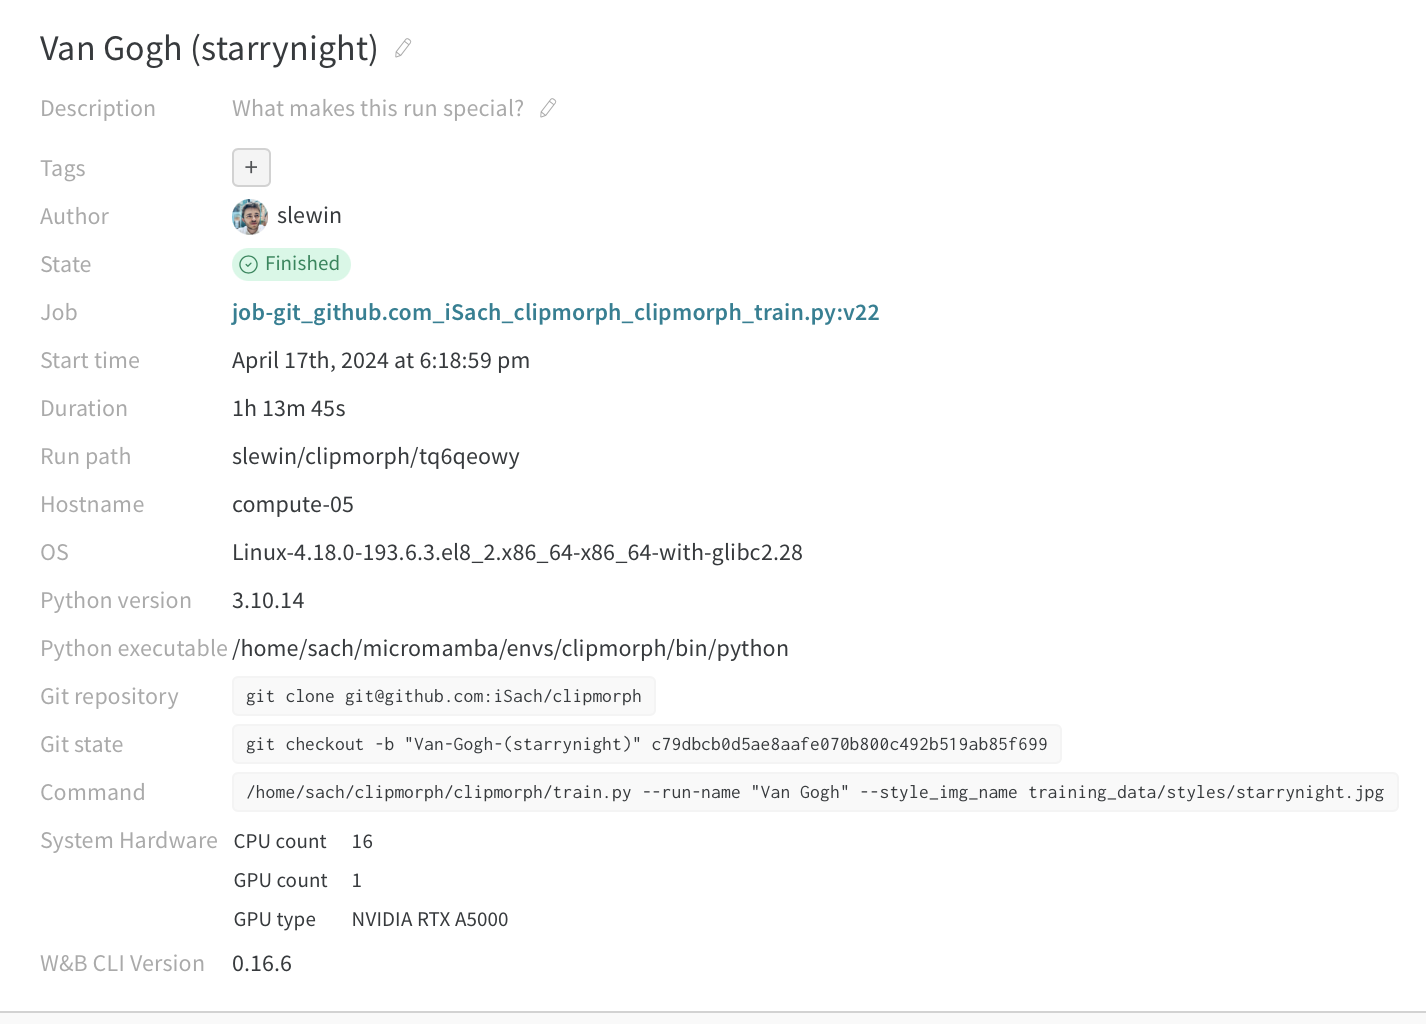 Van Gogh (starrynight)
Description What makes this run special?
Tags +
Author slewin
State Finished
Job job-git_github.com_iSach_clipmorph_clipmorph_train.py:v22
Start time April 17th, 2024 at 6:18:59 pm
Duration 1h 13m 45s
Run path slewin/clipmorph/tq6qeowy
Hostname compute-05
OS Linux-4.18.0-193.6.3.el8_2.x86_64-x86_64-with-glibc2.28
Python version 3.10.14
Python executable /home/sach/micromamba/envs/clipmorph/bin/python
Git repository git clone git@github.com:iSach/clipmorph
Git state git checkout -b "Van-Gogh-(starrynight)" c79dbcb0d5ae8aafe070b800c492b519ab85f699
Command /home/sach/clipmorph/clipmorph/train.py --run-name "Van Gogh" --style_img_name training_data/styles/starrynight.jpg
System Hardware CPU count 16
GPU count 1
GPU type NVIDIA RTX A5000
W&B CLI Version 0.16.6